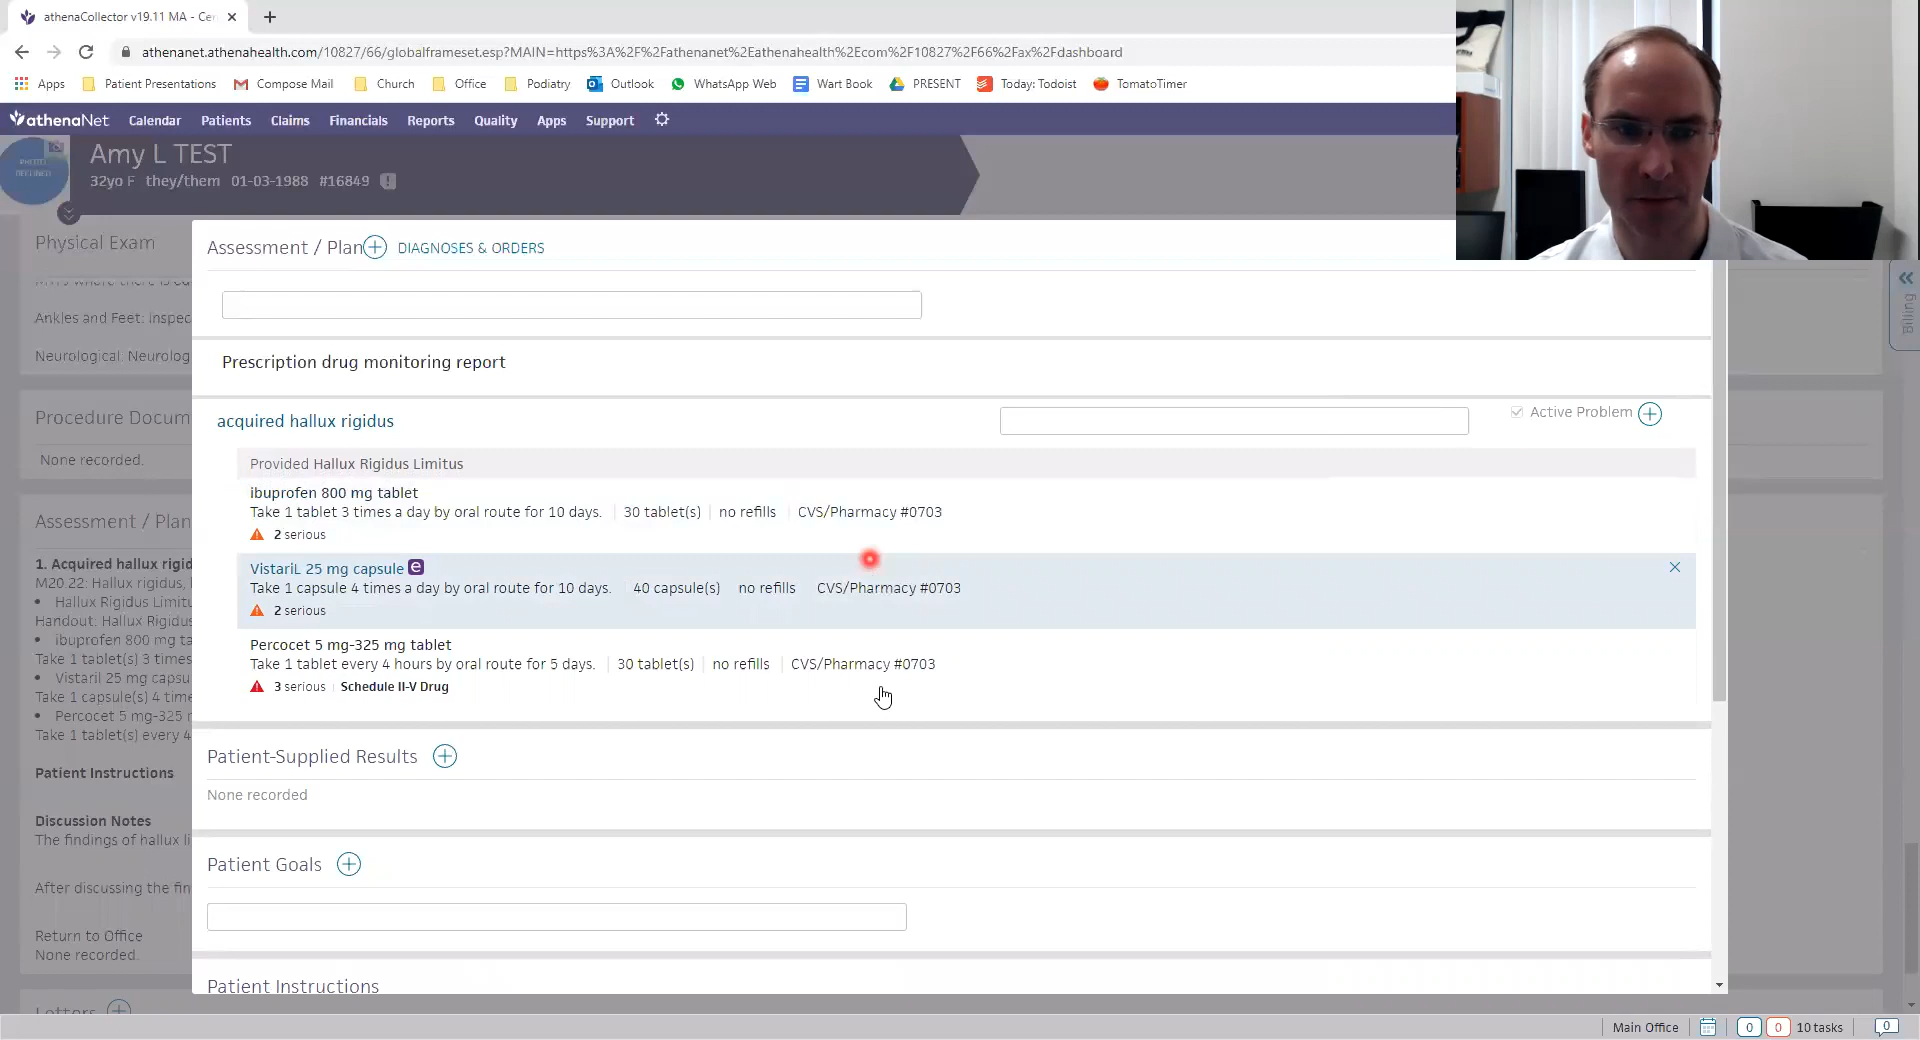 athenaCollector v19.11 MA - Cer
athenanet.athenahealth.com/10827/66/globalframeset.esp?MAIN=https%3A%2F%2Fathenanet%2Eathenahealth%2Ecom%2F10827%2F66%2Fax%2Fdashboard
Apps Patient Presentations Compose Mail Church Office Podiatry Outlook WhatsApp Web Wart Book PRESENT Today: Todoist TomatoTimer
athenaNet Calendar Patients Claims Financials Reports Quality Apps Support
Amy L TEST
32yo F they/them 01-03-1988 #16849
Physical Exam
Assessment / Plan DIAGNOSES & ORDERS
Ankles and Feet: Inspec
Neurological: Neurolog
Prescription drug monitoring report
Billing
Procedure Docum
None recorded.
acquired hallux rigidus
Active Problem
Provided Hallux Rigidus Limitus
ibuprofen 800 mg tablet
Take 1 tablet 3 times a day by oral route for 10 days. 30 tablet(s) no refills CVS/Pharmacy #0703
2 serious
VistariL 25 mg capsule e
Take 1 capsule 4 times a day by oral route for 10 days. 40 capsule(s) no refills CVS/Pharmacy #0703
2 serious
Percocet 5 mg-325 mg tablet
Take 1 tablet every 4 hours by oral route for 5 days. 30 tablet(s) no refills CVS/Pharmacy #0703
3 serious Schedule II-V Drug
Assessment / Plan
1. Acquired hallux rigid
M20.22: Hallux rigidus,
• Hallux Rigidus Limitu
Handout: Hallux Rigidus
• ibuprofen 800 mg ta
Take 1 tablet(s) 3 times
• Vistaril 25 mg capsu
Take 1 capsule(s) 4 time
• Percocet 5 mg-325 m
Take 1 tablet(s) every 4
Patient Instructions
Discussion Notes
The findings of hallux li
After discussing the fin
Return to Office
None recorded.
Letters
Patient-Supplied Results
None recorded
Patient Goals
Patient Instructions
Main Office 0 0 10 tasks 0